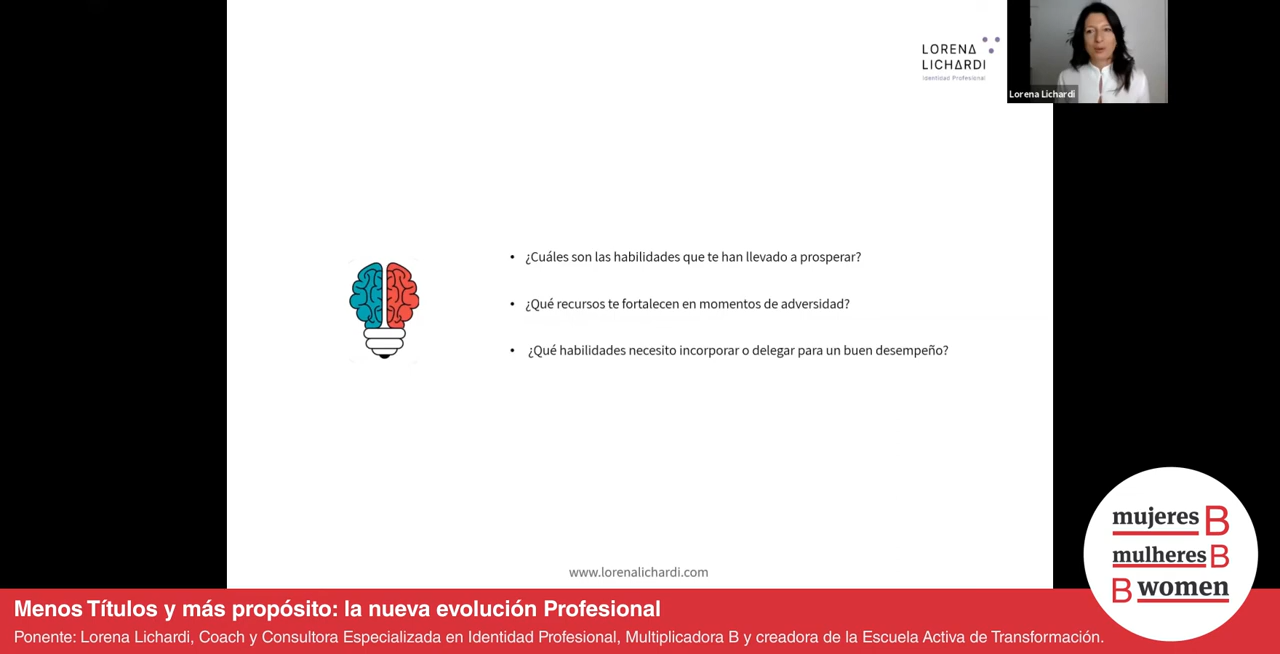 LORENA
LICHARDI
Identidad Profesional
Lorena Lichardi
• ¿Cuáles son las habilidades que te han llevado a prosperar?
• ¿Qué recursos te fortalecen en momentos de adversidad?
• ¿Qué habilidades necesito incorporar o delegar para un buen desempeño?
www.lorenalichardi.com
mujeres B
mulheres B
B women
Menos Títulos y más propósito: la nueva evolución Profesional
Ponente: Lorena Lichardi, Coach y Consultora Especializada en Identidad Profesional, Multiplicadora B y creadora de la Escuela Activa de Transformación.